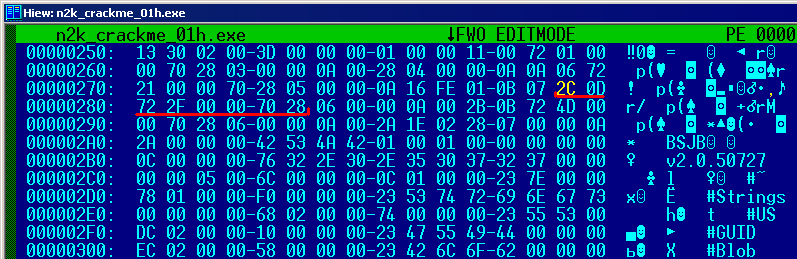 Hiew: n2k_crackme_01h.exe
n2k_crackme_01h.exe ↓FWO EDITMODE PE 0000
00000250: 13 30 02 00-3D 00 00 00-01 00 00 11-00 72 01 00 ‼0☻ = ☺ ◄ r☺
00000260: 00 70 28 03-00 00 00 0A-28 04 00 00-0A 0A 06 72
00000270: 21 00 00 70-28 05 00 00-0A 16 FE 01-0B 07 2C 0D
00000280: 72 2F 00 00-70 28 06 00-00 0A 00 2B-0B 72 4D 00
00000290: 00 70 28 06-00 00 0A 00-2A 1E 02 28-07 00 00 0A
000002A0: 2A 00 00 00-42 53 4A 42-01 00 01 00-00 00 00 00 * BSJB☺ ☺
000002B0: 0C 00 00 00-76 32 2E 30-2E 35 30 37-32 37 00 00 ♀ v2.0.50727
000002C0: 00 00 05 00-6C 00 00 00-0C 01 00 00-23 7E 00 00 ♣ l ♀☺ #~
000002D0: 78 01 00 00-F0 00 00 00-23 53 74 72-69 6E 67 73 x☺ Ё #Strings
000002E0: 00 00 00 00-68 02 00 00-74 00 00 00-23 55 53 00 h☻ t #US
000002F0: DC 02 00 00-10 00 00 00-23 47 55 49-44 00 00 00 ▄☻ ► #GUID
00000300: EC 02 00 00-58 00 00 00-23 42 6C 6F-62 00 00 00 ь☻ X #Blob